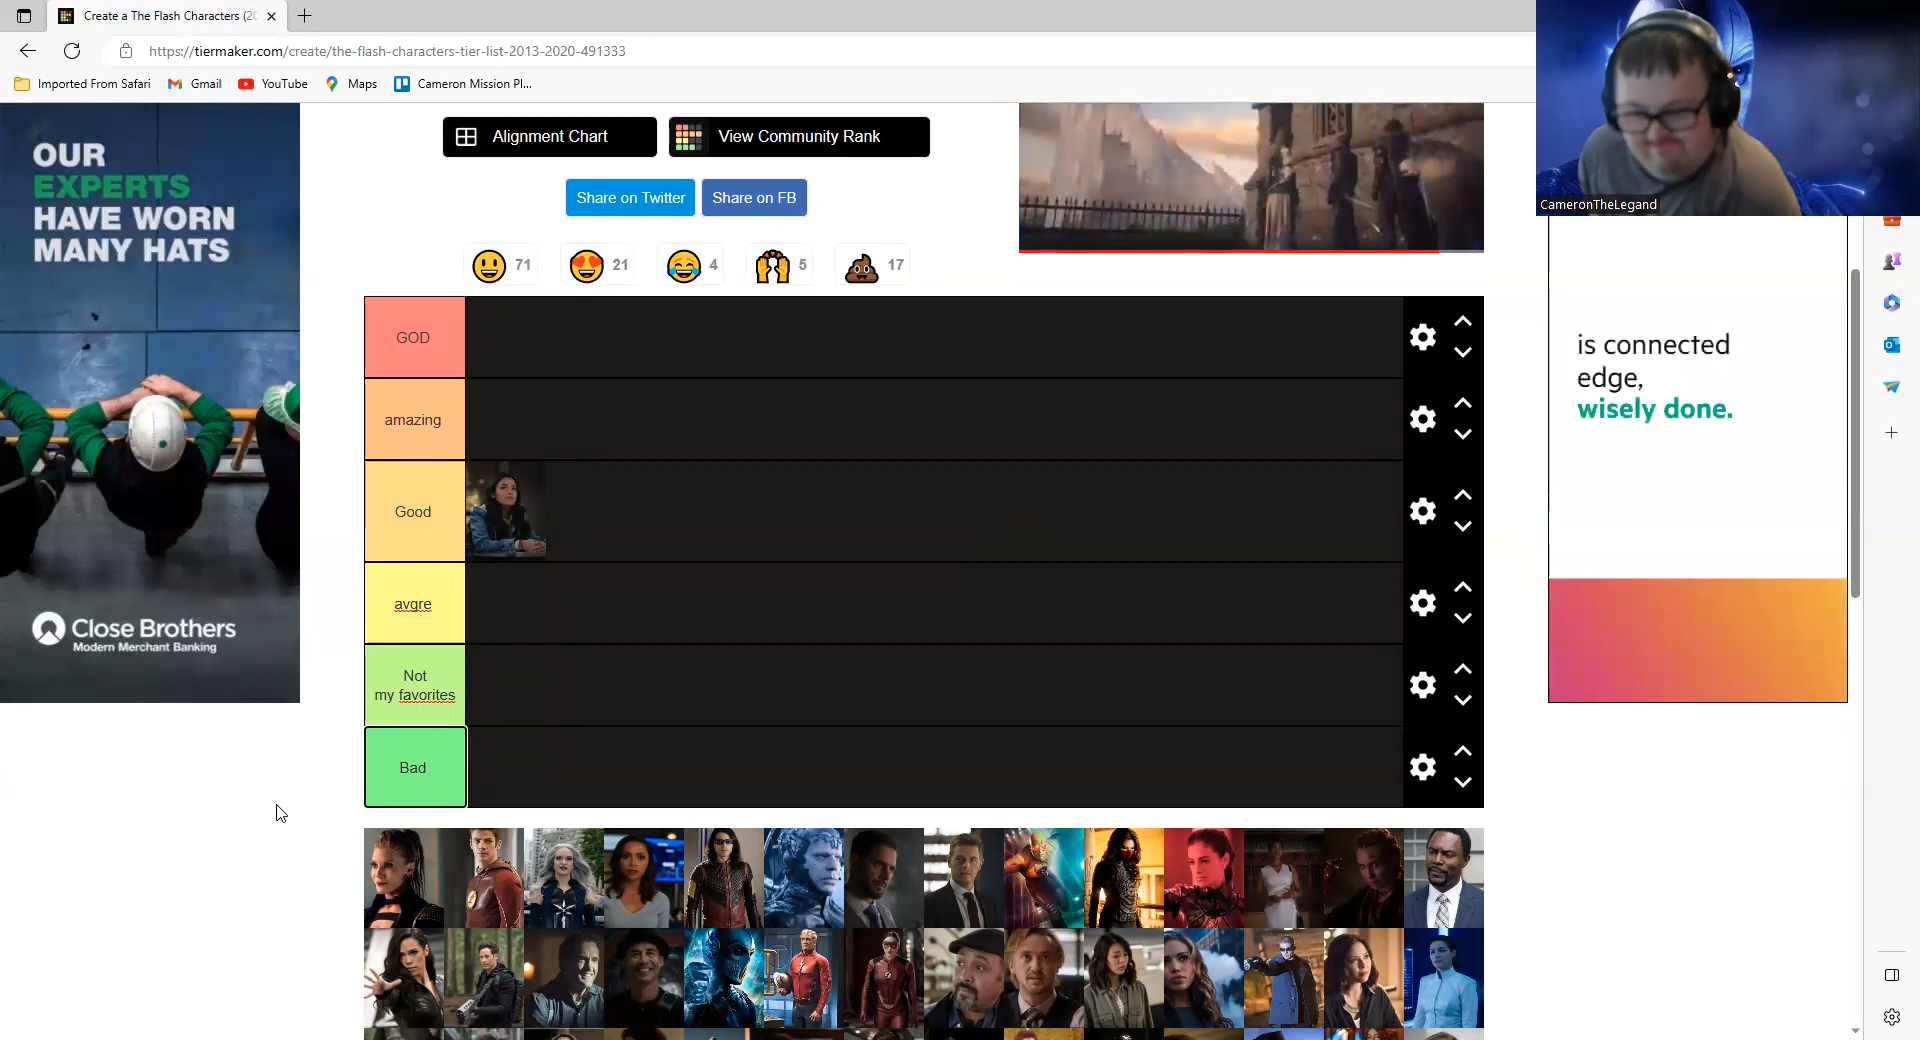 Create a The Flash Characters (20
https://tiermaker.com/create/the-flash-characters-tier-list-2013-2020-491333
Imported From Safari
Gmail
YouTube
Maps
Cameron Mission Pl...
CameronTheLegand
OUR
EXPERTS
HAVE WORN
MANY HATS
Close Brothers
Modern Merchant Banking
Alignment Chart
View Community Rank
Share on Twitter
Share on FB
71
21
4
5
17
GOD
amazing
Good
avgre
Not
my favorites
Bad
is connected
edge,
wisely done.